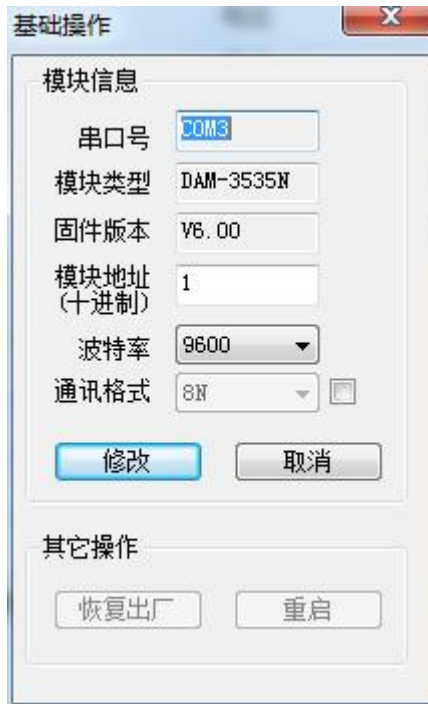 基础操作
模块信息
串口号 COM3
模块类型 DAM-3535N
固件版本 V6.00
模块地址
(十进制) 1
波特率 9600
通讯格式 8N
修改 取消
其它操作
恢复出厂 重启